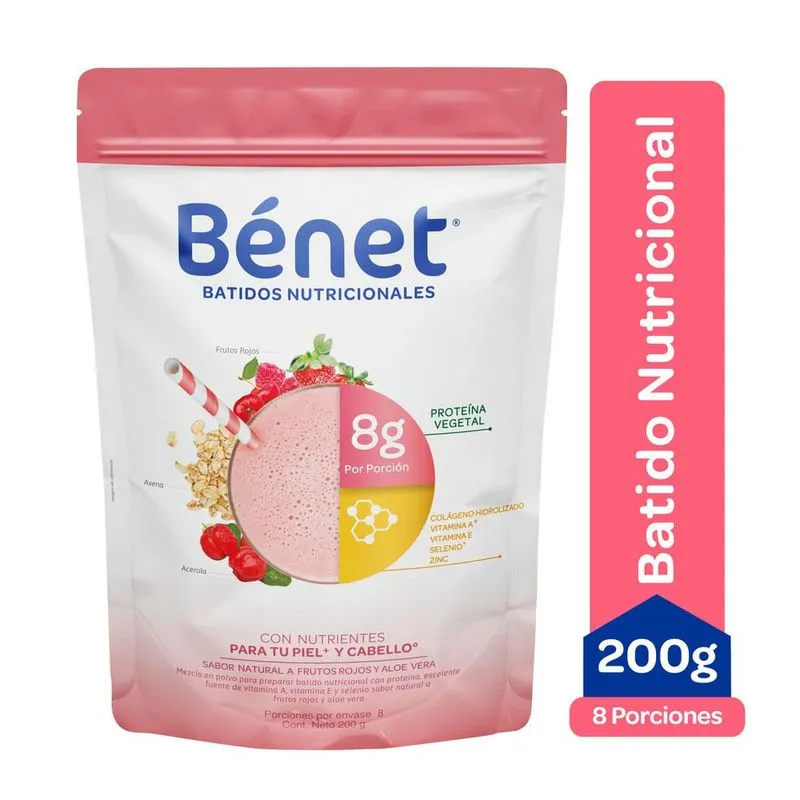 Bénet®
BATIDOS NUTRICIONALES
Frutos Rojos
8g
Por Porción
PROTEÍNA
VEGETAL
Avena
COLÁGENO HIDROLIZADO
VITAMINA A⁺
VITAMINA E
SELENIO⁺
ZINC
Acerola
CON NUTRIENTES
PARA TU PIEL⁺ Y CABELLO°
SABOR NATURAL A FRUTOS ROJOS Y ALOE VERA
Mezcla en polvo para preparar batido nutricional con proteína, excelente
fuente de vitamina A, vitamina E y selenio sabor natural a
frutos rojos y aloe vera
Porciones por envase 8
Cont. Neto 200 g
Batido Nutricional
200g
8 Porciones